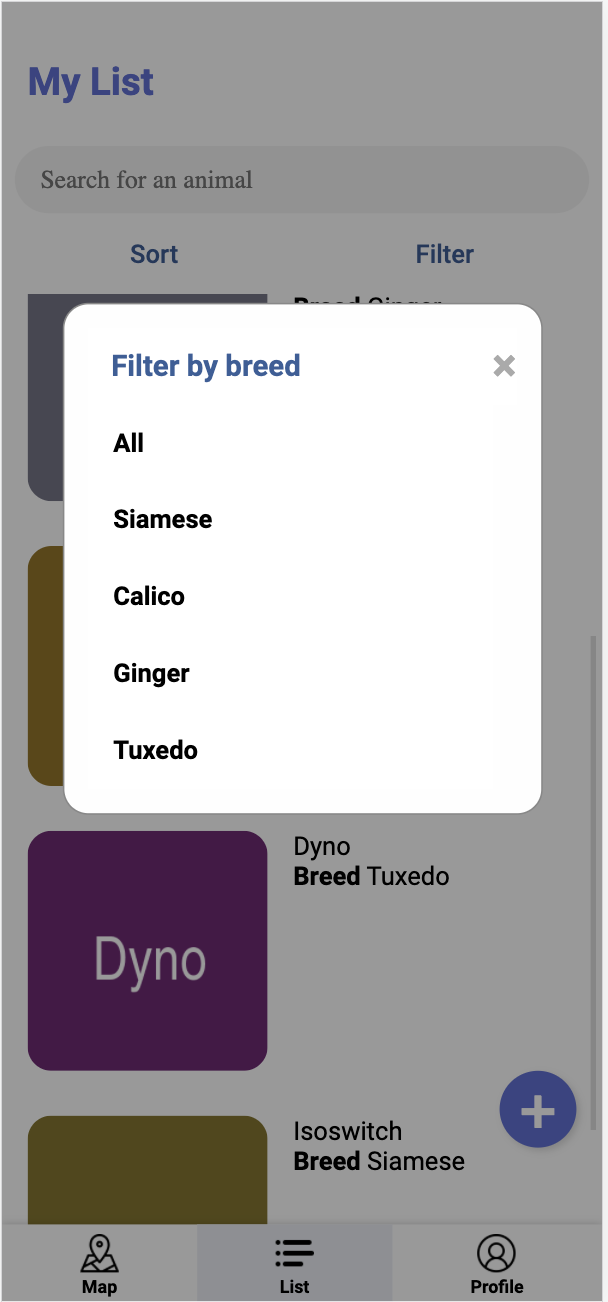 My List
Search for an animal
Sort
Filter
Breed Ginger
Filter by breed
All
Siamese
Calico
Ginger
Tuxedo
Dyno
Breed Tuxedo
Dyno
Isoswitch
Breed Siamese
Map
List
Profile